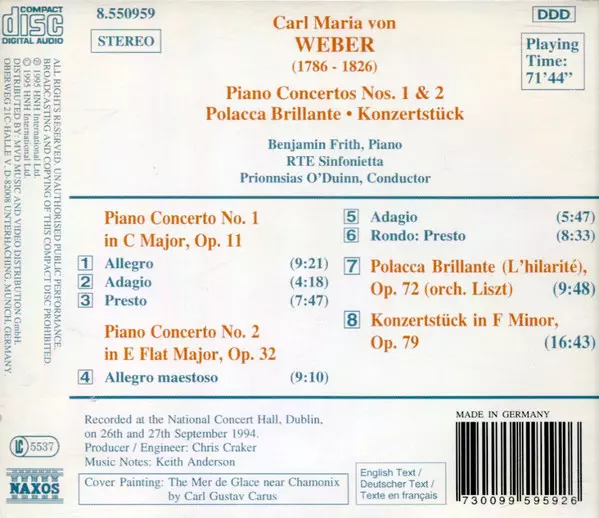 COMPACT
disc
DIGITAL AUDIO
8.550959
STEREO
Carl Maria von
WEBER
(1786 - 1826)
DDD
Playing
Time:
71'44"
Piano Concertos Nos. 1 & 2
Polacca Brillante • Konzertstück
Benjamin Frith, Piano
RTE Sinfonietta
Prionnsias O'Duinn, Conductor
Piano Concerto No. 1
in C Major, Op. 11
1 Allegro (9:21)
2 Adagio (4:18)
3 Presto (7:47)
Piano Concerto No. 2
in E Flat Major, Op. 32
4 Allegro maestoso (9:10)
5 Adagio (5:47)
6 Rondo: Presto (8:33)
7 Polacca Brillante (L'hilarité),
Op. 72 (orch. Liszt) (9:48)
8 Konzertstück in F Minor,
Op. 79 (16:43)
ALL RIGHTS RESERVED. UNAUTHORISED PUBLIC PERFORMANCE,
BROADCASTING AND COPYING OF THIS COMPACT DISC PROHIBITED.
℗ 1995 HNH International Ltd.
© 1995 HNH International Ltd.
DISTRIBUTED BY: MVD MUSIC AND VIDEO DISTRIBUTION GmbH,
OBERWEG 21C-HALLE V, D-82008 UNTERHACHING, MUNICH, GERMANY
LC 5537
NAXOS
Recorded at the National Concert Hall, Dublin,
on 26th and 27th September 1994.
Producer / Engineer: Chris Craker
Music Notes: Keith Anderson
Cover Painting: The Mer de Glace near Chamonix
by Carl Gustav Carus
English Text /
Deutscher Text /
Texte en français
MADE IN GERMANY
730099 595926